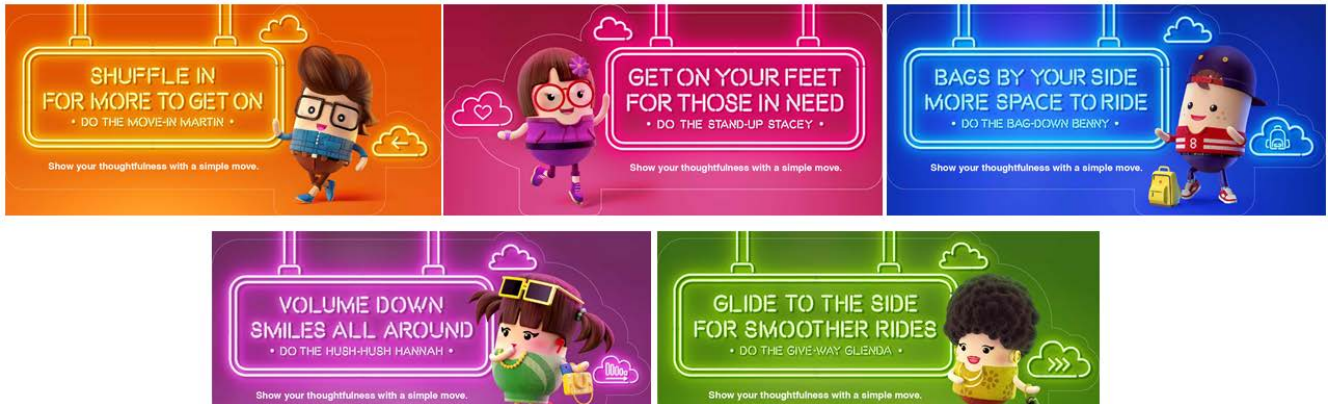 SHUFFLE IN
FOR MORE TO GET ON
• DO THE MOVE-IN MARTIN •
Show your thoughtfulness with a simple move.
GET ON YOUR FEET
FOR THOSE IN NEED
• DO THE STAND-UP STACEY •
Show your thoughtfulness with a simple move.
BAGS BY YOUR SIDE
MORE SPACE TO RIDE
• DO THE BAG-DOWN BENNY •
8
Show your thoughtfulness with a simple move.
VOLUME DOWN
SMILES ALL AROUND
• DO THE HUSH-HUSH HANNAH •
Show your thoughtfulness with a simple move.
GLIDE TO THE SIDE
FOR SMOOTHER RIDES
• DO THE GIVE-WAY GLENDA •
Show your thoughtfulness with a simple move.